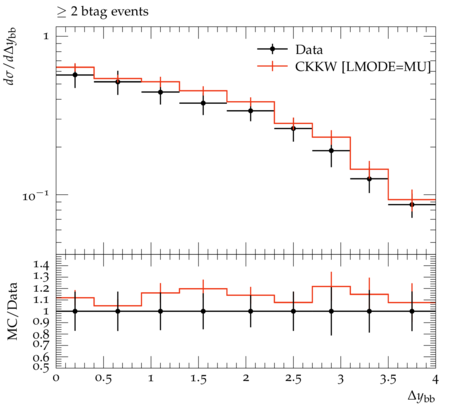 ≥ 2 btag events
dσ/dΔy_bb
1
10⁻¹
Data
CKKW [LMODE=MU]
MC/Data
1.4
1.3
1.2
1.1
1
0.9
0.8
0.7
0.6
0.5
0 0.5 1 1.5 2 2.5 3 3.5 4
Δy_bb